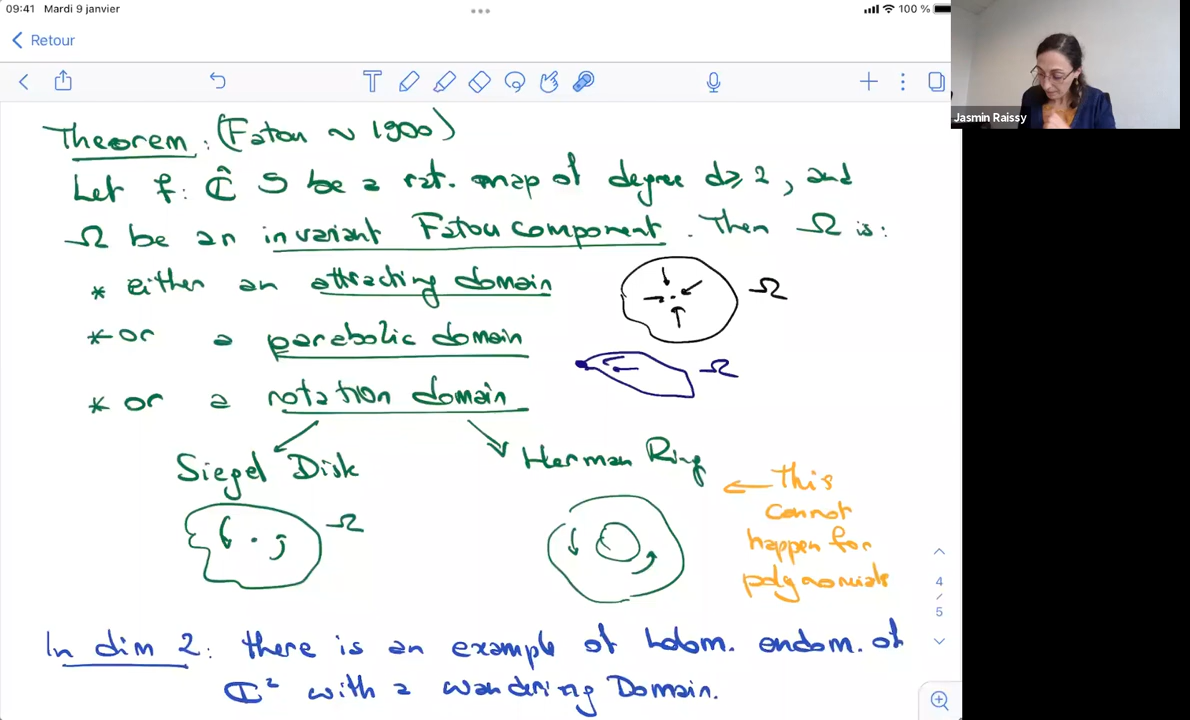 09:41 Mardi 9 janvier
100 %
Retour
Jasmin Raissy
Theorem: (Fatou ~ 1900)
Let f: Ĉ ↺ be a rat. map of degree d≥2, and
Ω be an invariant Fatou component. Then Ω is:
* either an attracting domain
Ω
* or a parabolic domain
Ω
* or a rotation domain
Siegel Disk
Herman Ring
Ω
← this
cannot
happen for
polynomials
4
/
5
In dim 2: there is an example of holom. endom. of
ℂ² with a wandering Domain.